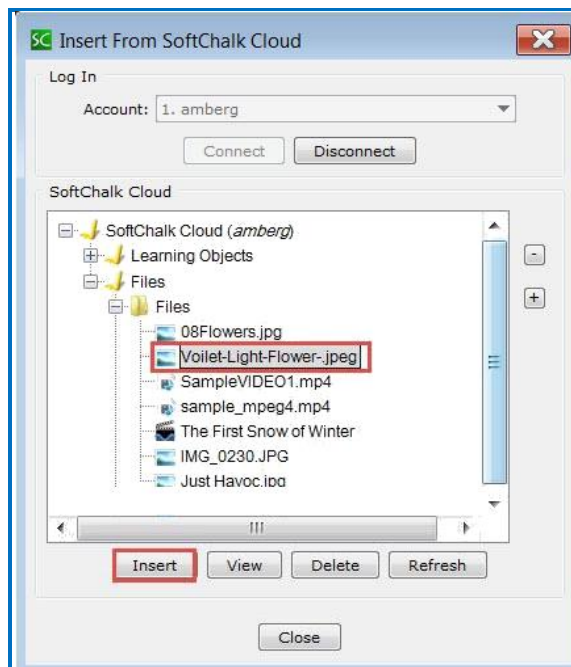 SC Insert From SoftChalk Cloud
Log In
Account: 1. amberg
Connect Disconnect
SoftChalk Cloud
SoftChalk Cloud (amberg)
Learning Objects
Files
Files
08Flowers.jpg
Voilet-Light-Flower-.jpeg
SampleVIDEO1.mp4
sample_mpeg4.mp4
The First Snow of Winter
IMG_0230.JPG
Just Havoc.jpg
Insert View Delete Refresh
Close